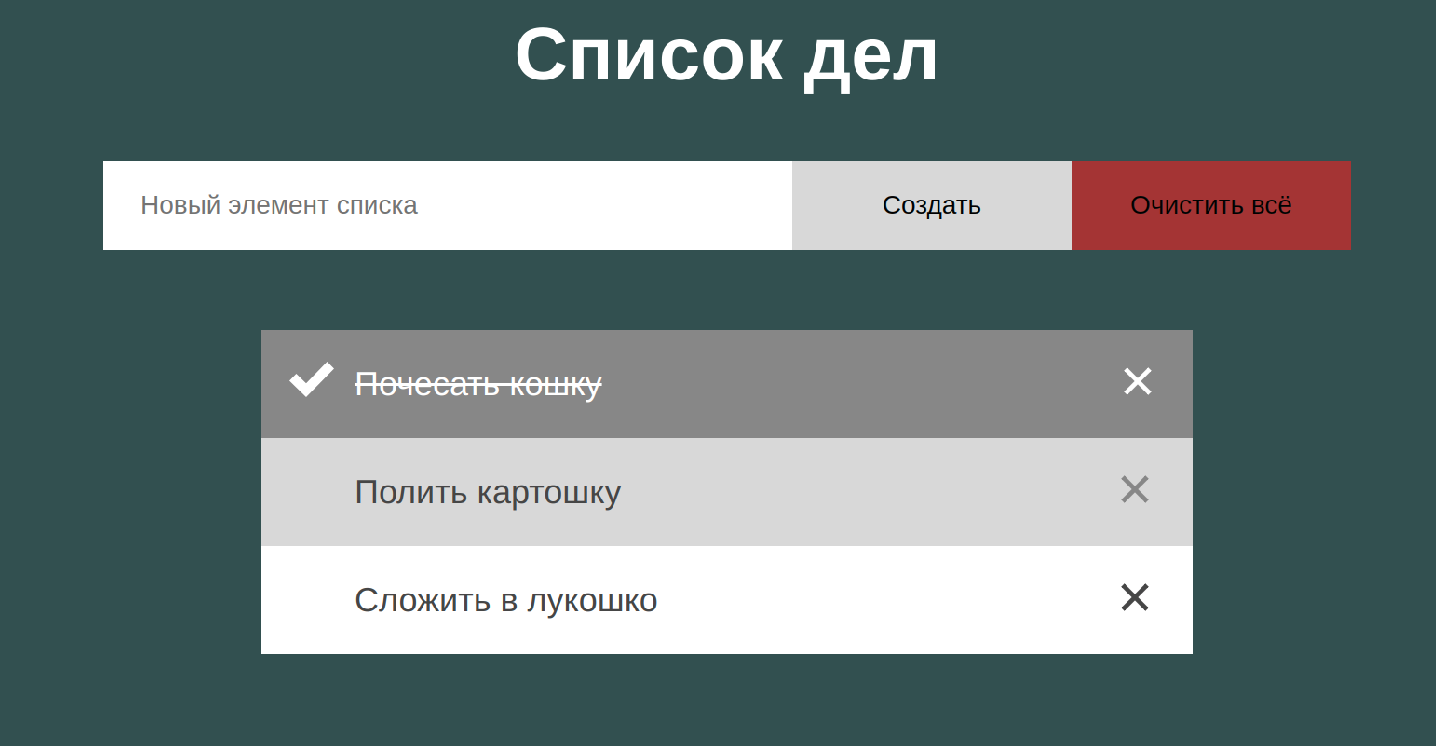 Список дел
Новый элемент списка
Создать
Очистить всё
Почесать кошку
Полить картошку
Сложить в лукошко